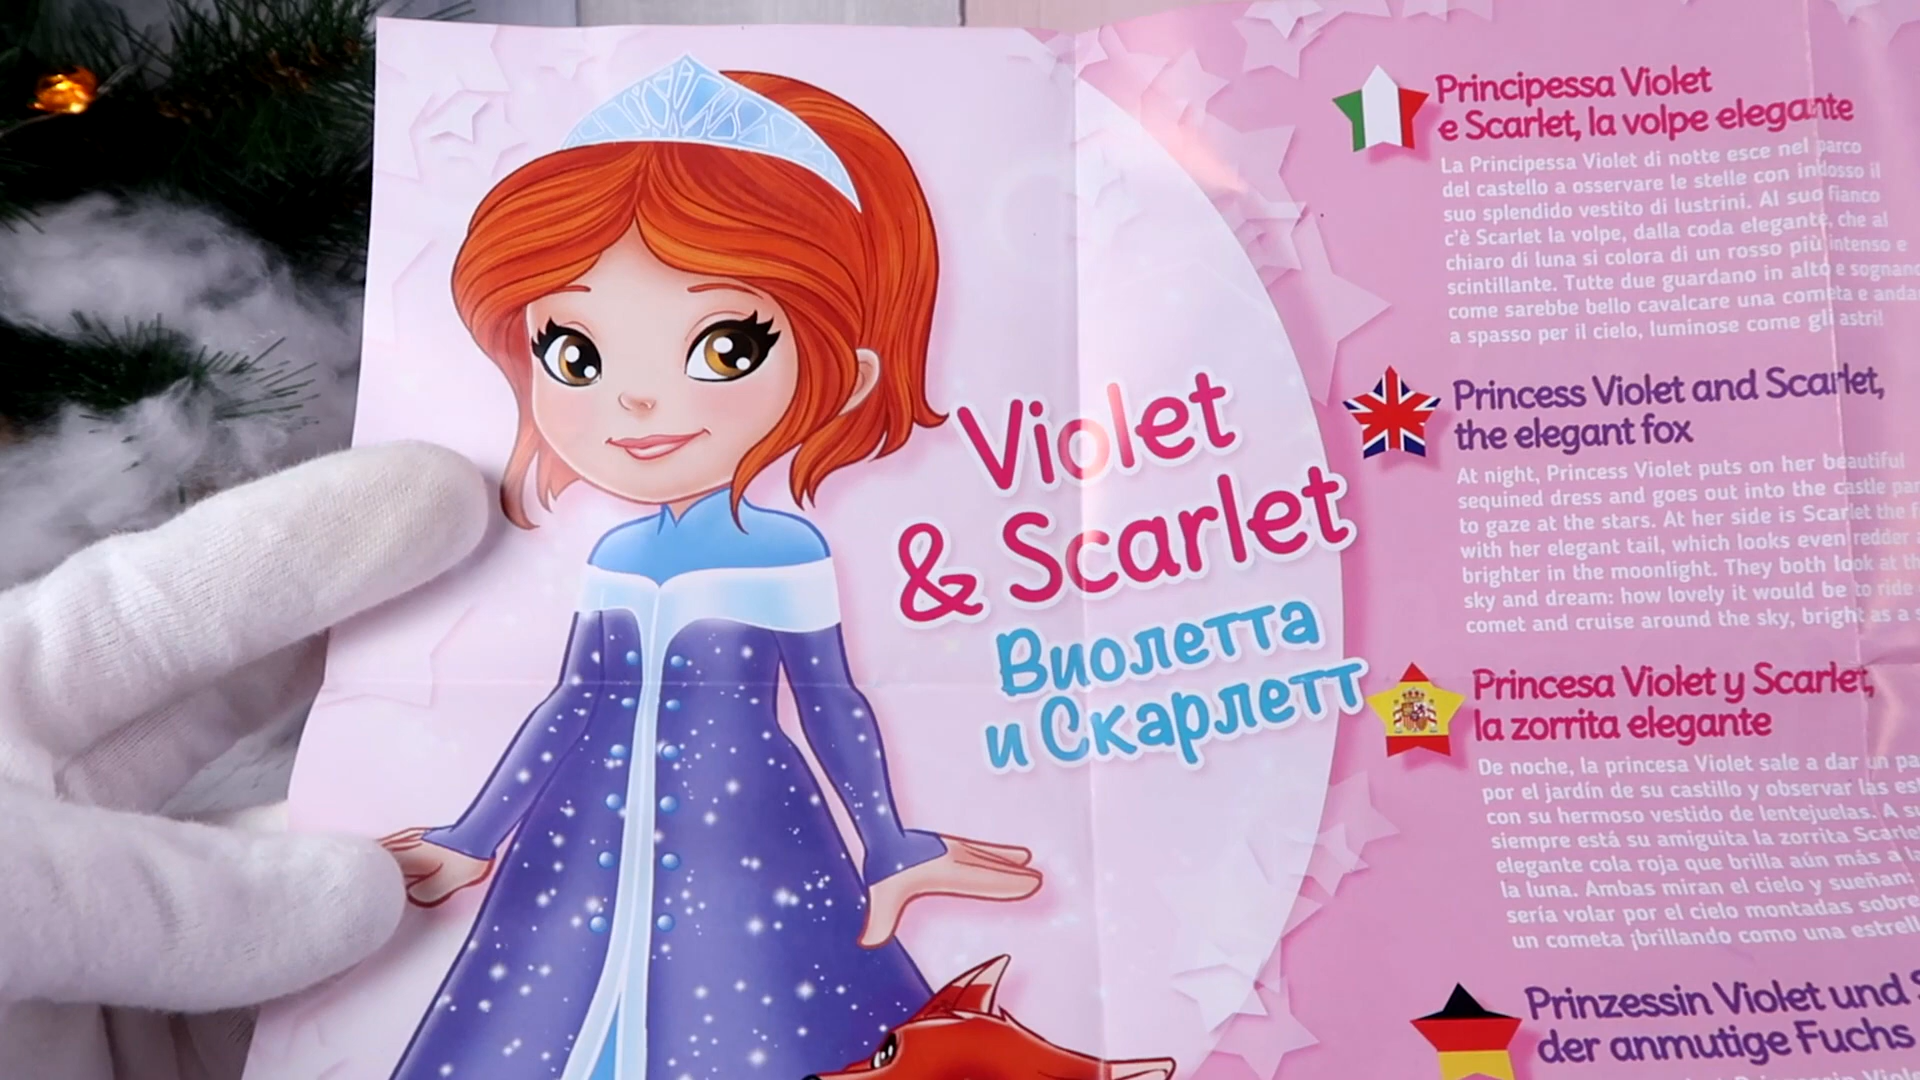 Violet
& Scarlet
Виолетта
и Скарлетт
Principessa Violet
e Scarlet, la volpe elegante
La Principessa Violet di notte esce nel parco
del castello a osservare le stelle con indosso il
suo splendido vestito di lustrini. Al suo fianco
c'è Scarlet la volpe, dalla coda elegante, che al
chiaro di luna si colora di un rosso più intenso e
scintillante. Tutte due guardano in alto e sognano
come sarebbe bello cavalcare una cometa e andar
a spasso per il cielo, luminose come gli astri!
Princess Violet and Scarlet,
the elegant fox
At night, Princess Violet puts on her beautiful
sequined dress and goes out into the castle par
to gaze at the stars. At her side is Scarlet the f
with her elegant tail, which looks even redder
brighter in the moonlight. They both look at th
sky and dream: how lovely it would be to ride
comet and cruise around the sky, bright as a s
Princesa Violet y Scarlet,
la zorrita elegante
De noche, la princesa Violet sale a dar un pa
por el jardín de su castillo y observar las es
con su hermoso vestido de lentejuelas. A su
siempre está su amiguita la zorrita Scarle
elegante cola roja que brilla aún más a la
la luna. Ambas miran el cielo y sueñan:
sería volar por el cielo montadas sobre
un cometa ¡brillando como una estrell
Prinzessin Violet und S
der anmutige Fuchs